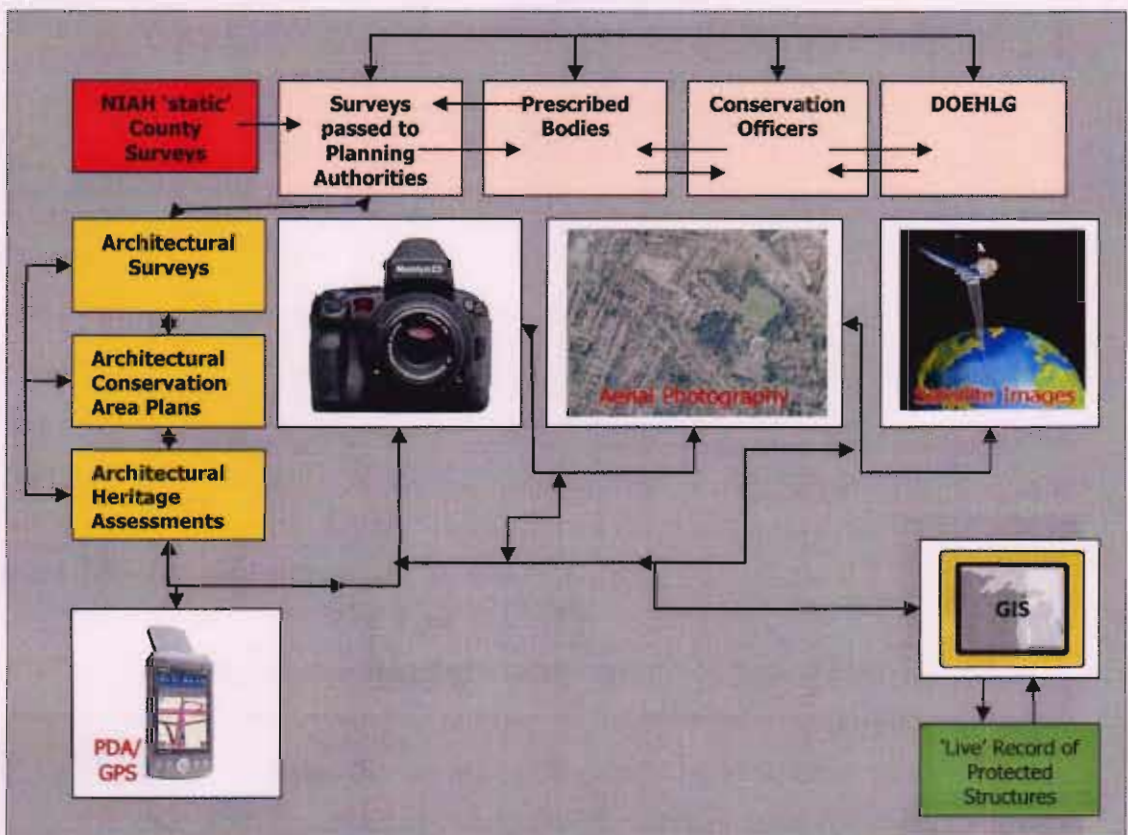 NIAH 'static'
County
Surveys
Surveys
passed to
Planning
Authorities
Prescribed
Bodies
Conservation
Officers
DOEHLG
Architectural
Surveys
Architectural
Conservation
Area Plans
Architectural
Heritage
Assessments
Aerial Photography
Satellite Images
PDA/
GPS
GIS
'Live' Record of
Protected
Structures